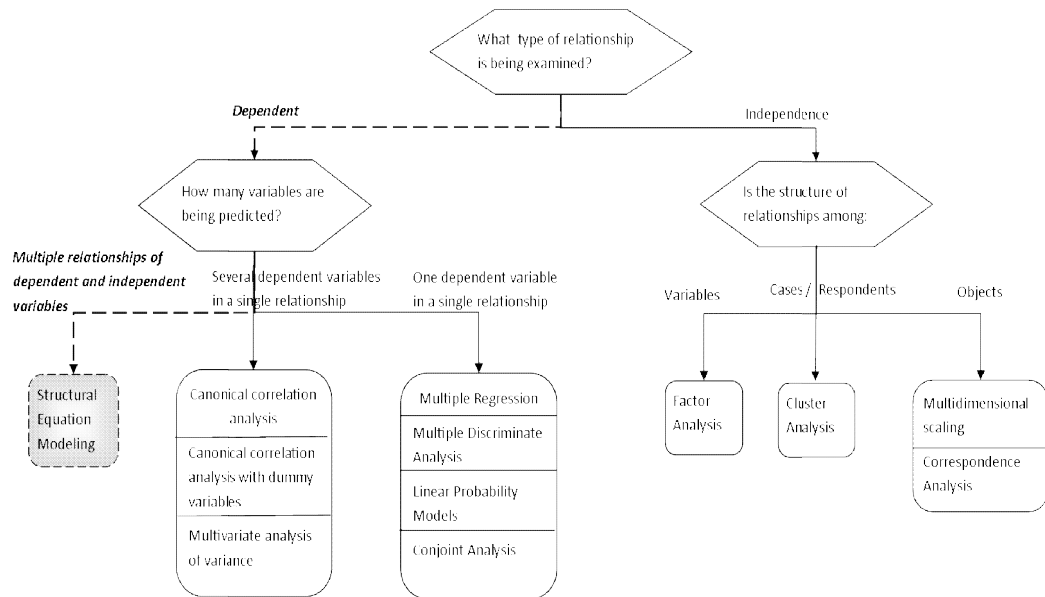 What type of relationship
is being examined?
Dependent
Independence
How many variables are
being predicted?
Is the structure of
relationships among:
Multiple relationships of
dependent and independent
variables
Several dependent variables
in a single relationship
One dependent variable
in a single relationship
Variables
Cases / Respondents
Objects
Structural
Equation
Modeling
Canonical correlation
analysis
Canonical correlation
analysis with dummy
variables
Multivariate analysis
of variance
Multiple Regression
Multiple Discriminate
Analysis
Linear Probability
Models
Conjoint Analysis
Factor
Analysis
Cluster
Analysis
Multidimensional
scaling
Correspondence
Analysis